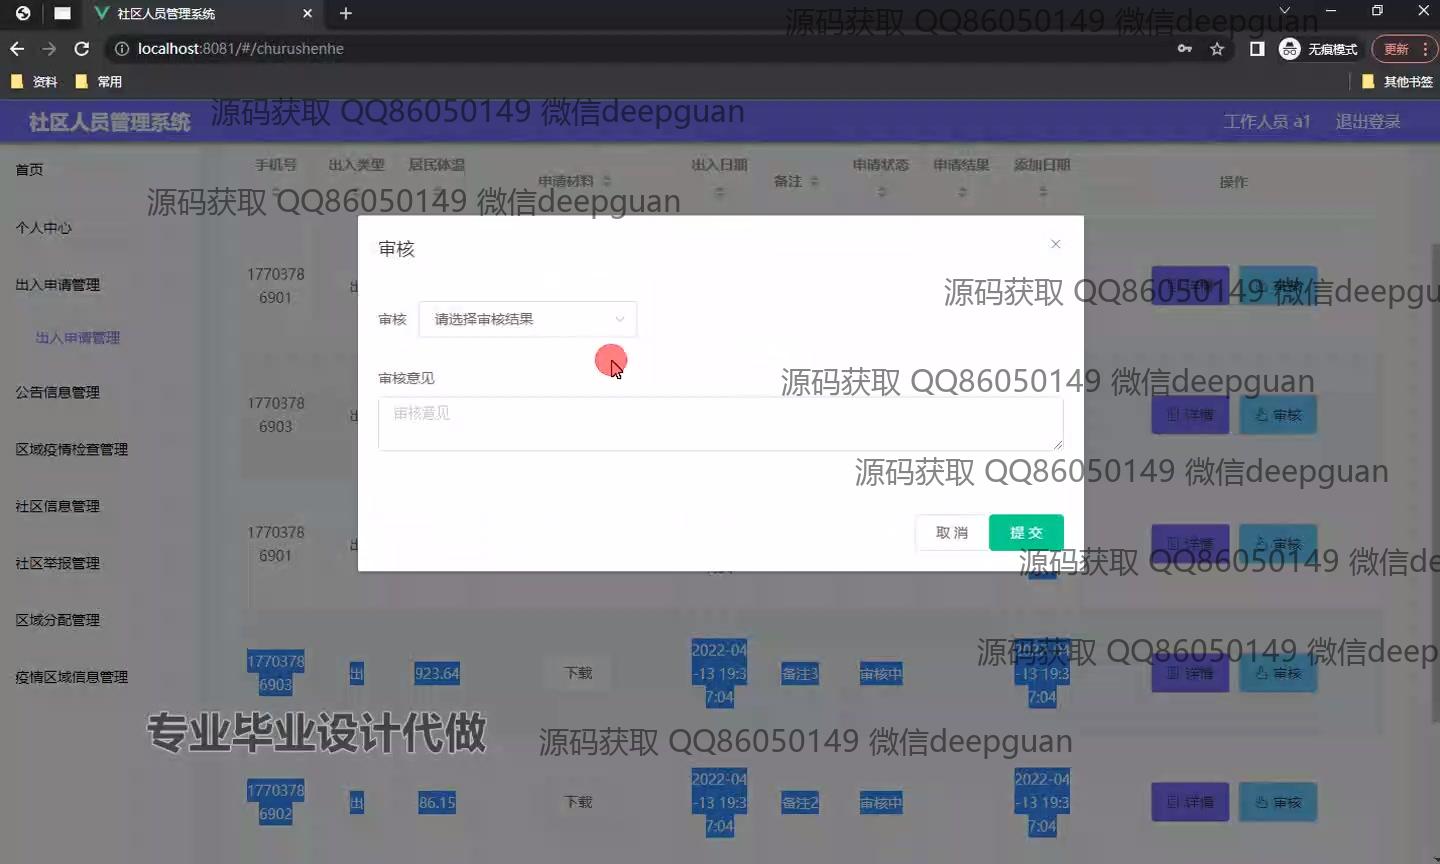 社区人员管理系统
源码获取 QQ86050149 微信deepguan
localhost:8081/#/churushenhe
无痕模式
更新
资料
常用
其他书签
社区人员管理系统
源码获取 QQ86050149 微信deepguan
工作人员 a1
退出登录
首页
手机号
出入类型
居民体温
申请材料
出入日期
备注
申请状态
申请结果
添加日期
操作
源码获取 QQ86050149 微信deepguan
个人中心
审核
出入申请管理
1770378
6901
源码获取 QQ86050149 微信deepgu
审核
请选择审核结果
出入申请管理
审核意见
审核意见
源码获取 QQ86050149 微信deepguan
公告信息管理
1770378
6903
详情
审核
区域疫情检查管理
源码获取 QQ86050149 微信deepguan
社区信息管理
1770378
6901
取消
提交
详情
审核
社区举报管理
源码获取 QQ86050149 微信de
区域分配管理
源码获取 QQ86050149 微信deep
疫情区域信息管理
1770378
6903
出
923.64
下载
2022-04
-13 19:3
7:04
备注3
审核中
2022-04
-13 19:3
7:04
详情
审核
专业毕业设计代做
源码获取 QQ86050149 微信deepguan
1770378
6902
出
86.15
下载
2022-04
-13 19:3
7:04
备注2
审核中
2022-04
-13 19:3
7:04
详情
审核